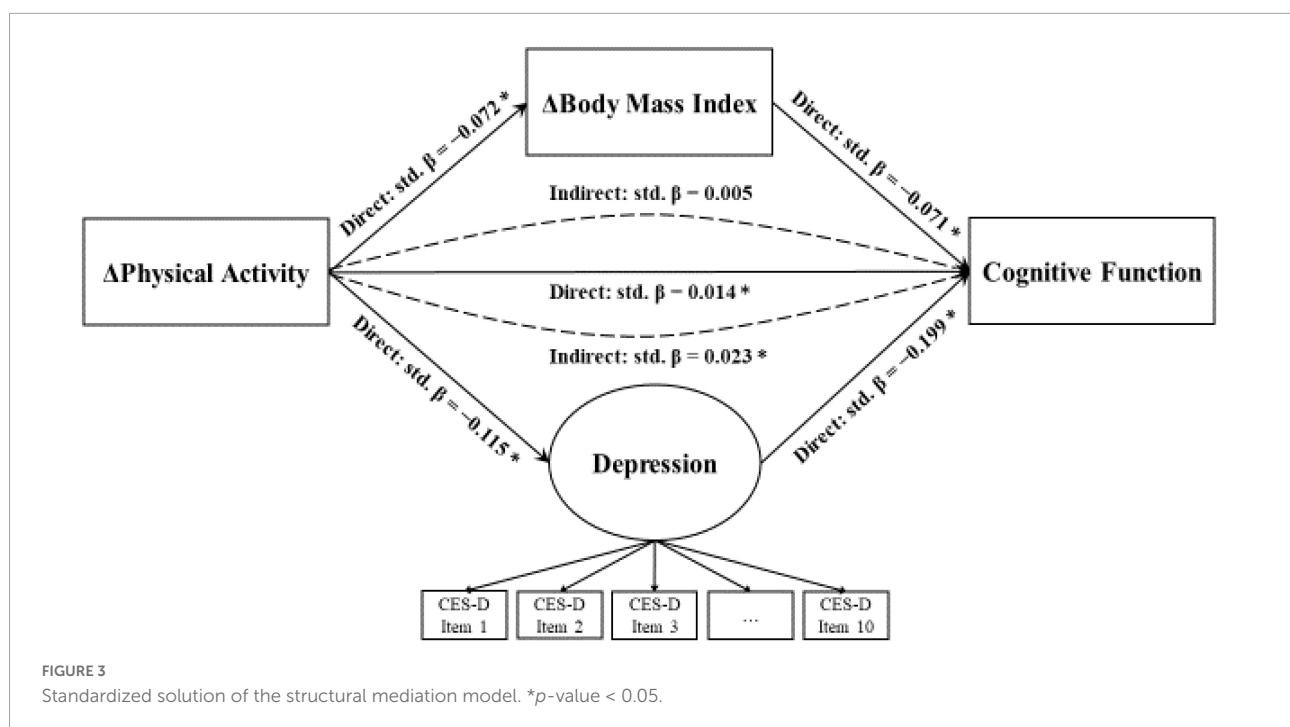 ΔBody Mass Index
Direct: std. β = −0.072 *
Direct: std. β = −0.071 *
Indirect: std. β = 0.005
ΔPhysical Activity
Cognitive Function
Direct: std. β = 0.014 *
Indirect: std. β = 0.023 *
Direct: std. β = −0.115 *
Direct: std. β = −0.199 *
Depression
CES-D
Item 1
CES-D
Item 2
CES-D
Item 3
...
CES-D
Item 10
FIGURE 3
Standardized solution of the structural mediation model. *p-value < 0.05.